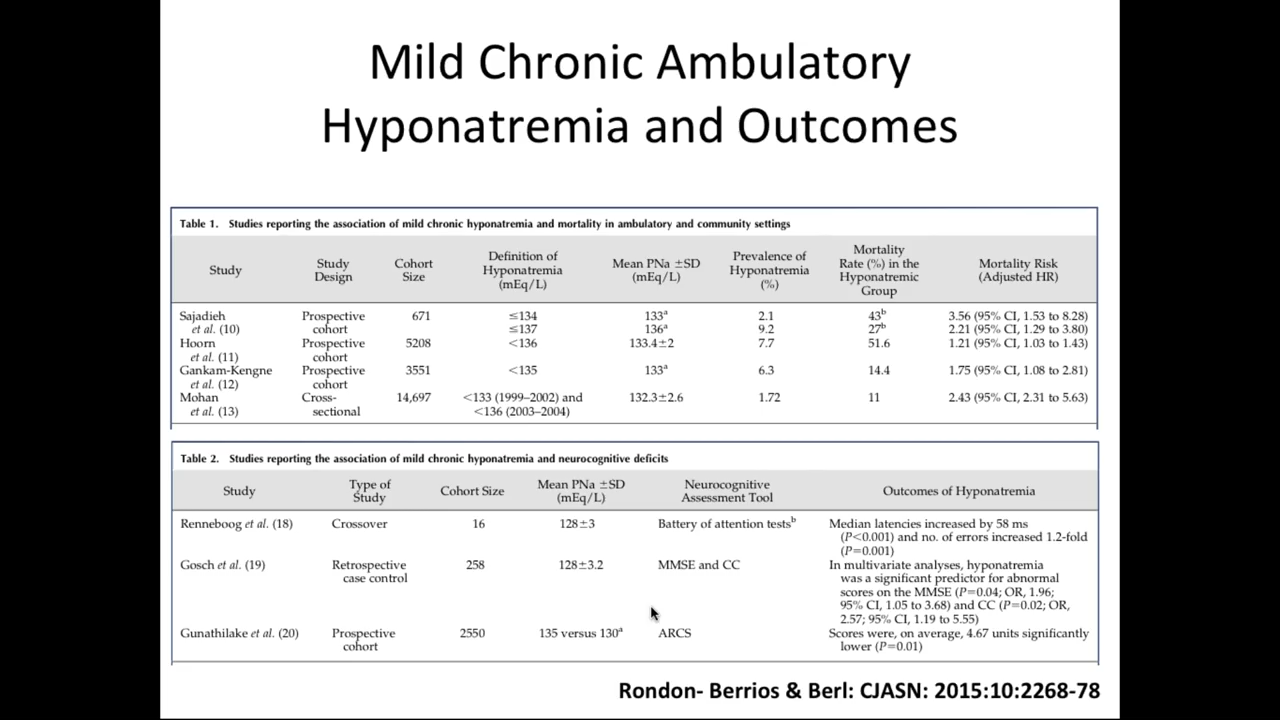 Mild Chronic Ambulatory
Hyponatremia and Outcomes
Table 1. Studies reporting the association of mild chronic hyponatremia and mortality in ambulatory and community settings
Study
Study
Design
Cohort
Size
Definition of
Hyponatremia
(mEq/L)
Mean PNa ±SD
(mEq/L)
Prevalence of
Hyponatremia
(%)
Mortality
Rate (%) in the
Hyponatremic
Group
Mortality Risk
(Adjusted HR)
Sajadieh Prospective 671 ≤134 133ᵃ 2.1 43ᵇ 3.56 (95% CI, 1.53 to 8.28)
et al. (10) cohort ≤137 136ᵃ 9.2 27ᵇ 2.21 (95% CI, 1.29 to 3.80)
Hoorn Prospective 5208 <136 133.4±2 7.7 51.6 1.21 (95% CI, 1.03 to 1.43)
et al. (11) cohort
Gankam-Kengne Prospective 3551 <135 133ᵃ 6.3 14.4 1.75 (95% CI, 1.08 to 2.81)
et al. (12) cohort
Mohan Cross- 14,697 <133 (1999–2002) and 132.3±2.6 1.72 11 2.43 (95% CI, 2.31 to 5.63)
et al. (13) sectional <136 (2003–2004)
Table 2. Studies reporting the association of mild chronic hyponatremia and neurocognitive deficits
Study
Type of
Study
Cohort Size
Mean PNa ±SD
(mEq/L)
Neurocognitive
Assessment Tool
Outcomes of Hyponatremia
Renneboog et al. (18) Crossover 16 128±3 Battery of attention testsᵇ Median latencies increased by 58 ms
(P<0.001) and no. of errors increased 1.2-fold
(P=0.001)
Gosch et al. (19) Retrospective 258 128±3.2 MMSE and CC In multivariate analyses, hyponatremia
case control was a significant predictor for abnormal
scores on the MMSE (P=0.04; OR, 1.96;
95% CI, 1.05 to 3.68) and CC (P=0.02; OR,
2.57; 95% CI, 1.19 to 5.55)
Gunathilake et al. (20) Prospective 2550 135 versus 130ᵃ ARCS Scores were, on average, 4.67 units significantly
cohort lower (P=0.01)
Rondon- Berrios & Berl: CJASN: 2015:10:2268-78